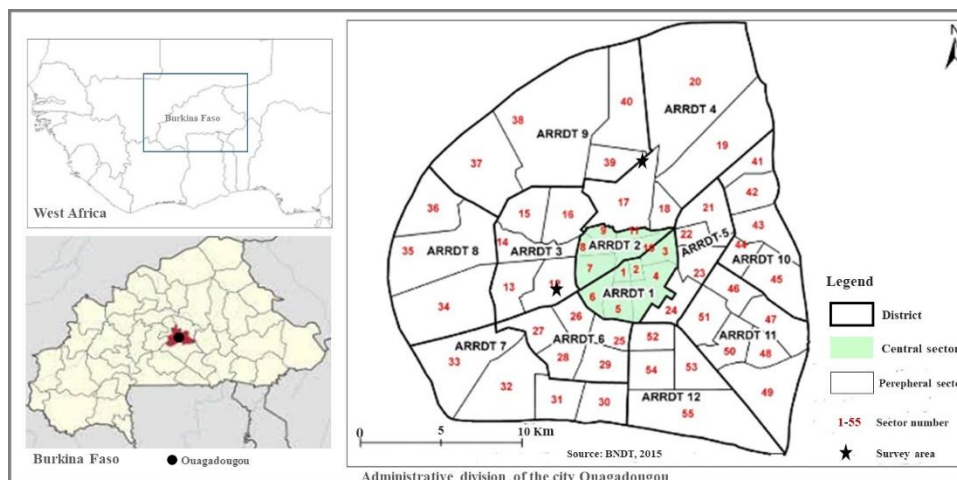 Burkina Faso
West Africa
Burkina Faso
Ouagadougou
N
20
40
ARRDT 4
38
ARRDT 9
19
37
39
41
42
17
36
15
16
18
21
43
14
9
11
22
ARRDT-5
44
35
ARRDT 8
ARRDT 3
8
ARRDT 2
10
3
ARRDT 10
7
1
2
4
23
45
13
12
46
34
6
ARRDT 1
26
5
24
51
47
27
ARRDT 6
25
52
ARRDT 11
33
ARRDT 7
28
29
50
48
54
53
32
49
31
30
ARRDT 12
55
0
5
10 Km
Source: BNDT, 2015
Legend
District
Central sector
Perepheral secto
1-55
Sector number
Survey area
Administrative division of the city Ouagadougou